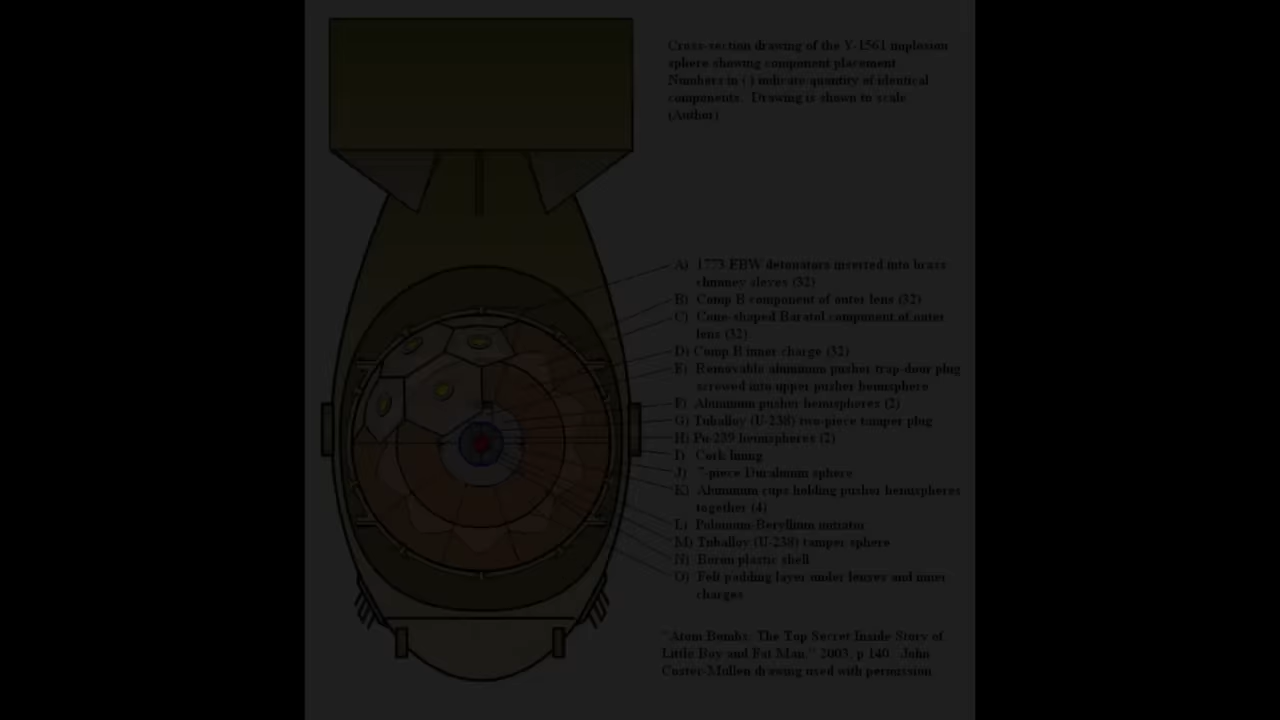 Cross-section drawing of the Y-1561 implosion
sphere showing component placement
Numbers in ( ) indicate quantity of identical
components. Drawing is shown to scale
(Author)
A) 1773 EBW detonators inserted into brass
chimney sleves (32)
B) Comp B component of outer lens (32)
C) Cone-shaped Baratol component of outer
lens (32)
D) Comp B inner charge (32)
E) Removable aluminum pusher trap-door plug
screwed into upper pusher hemisphere
F) Aluminum pusher hemispheres (2)
G) Tuballoy (U-238) two-piece tamper plug
H) Pu-239 hemispheres (2)
I) Cork lining
J) 7-piece Duralumin sphere
K) Aluminum cups holding pusher hemispheres
together (4)
L) Polonium-Beryllium initiator
M) Tuballoy (U-238) tamper sphere
N) Boron plastic shell
O) Felt padding layer under lenses and inner
charges
"Atom Bombs: The Top Secret Inside Story of
Little Boy and Fat Man," 2003, p 140. John
Coster-Mullen drawing used with permission